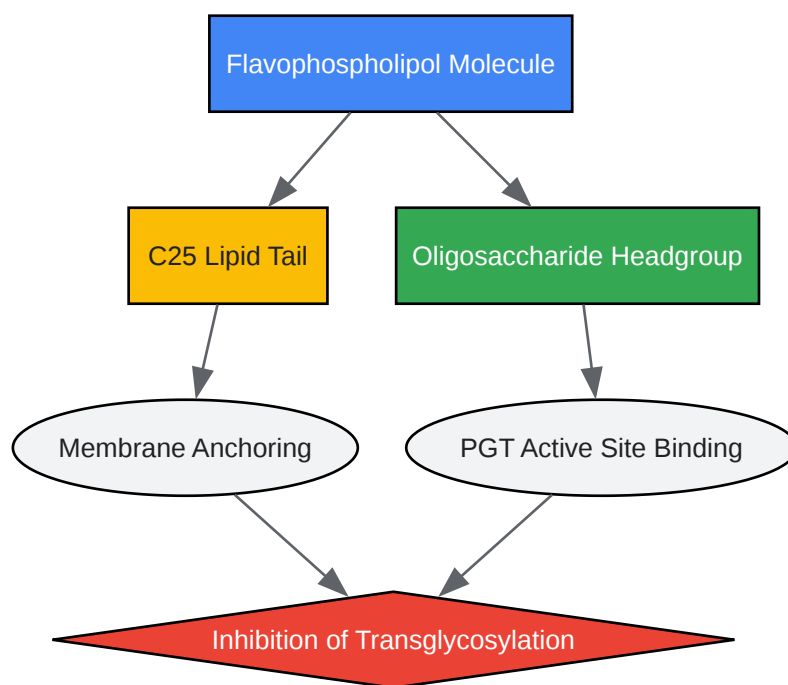 Flavophospholipol Molecule
C25 Lipid Tail
Oligosaccharide Headgroup
Membrane Anchoring
PGT Active Site Binding
Inhibition of Transglycosylation